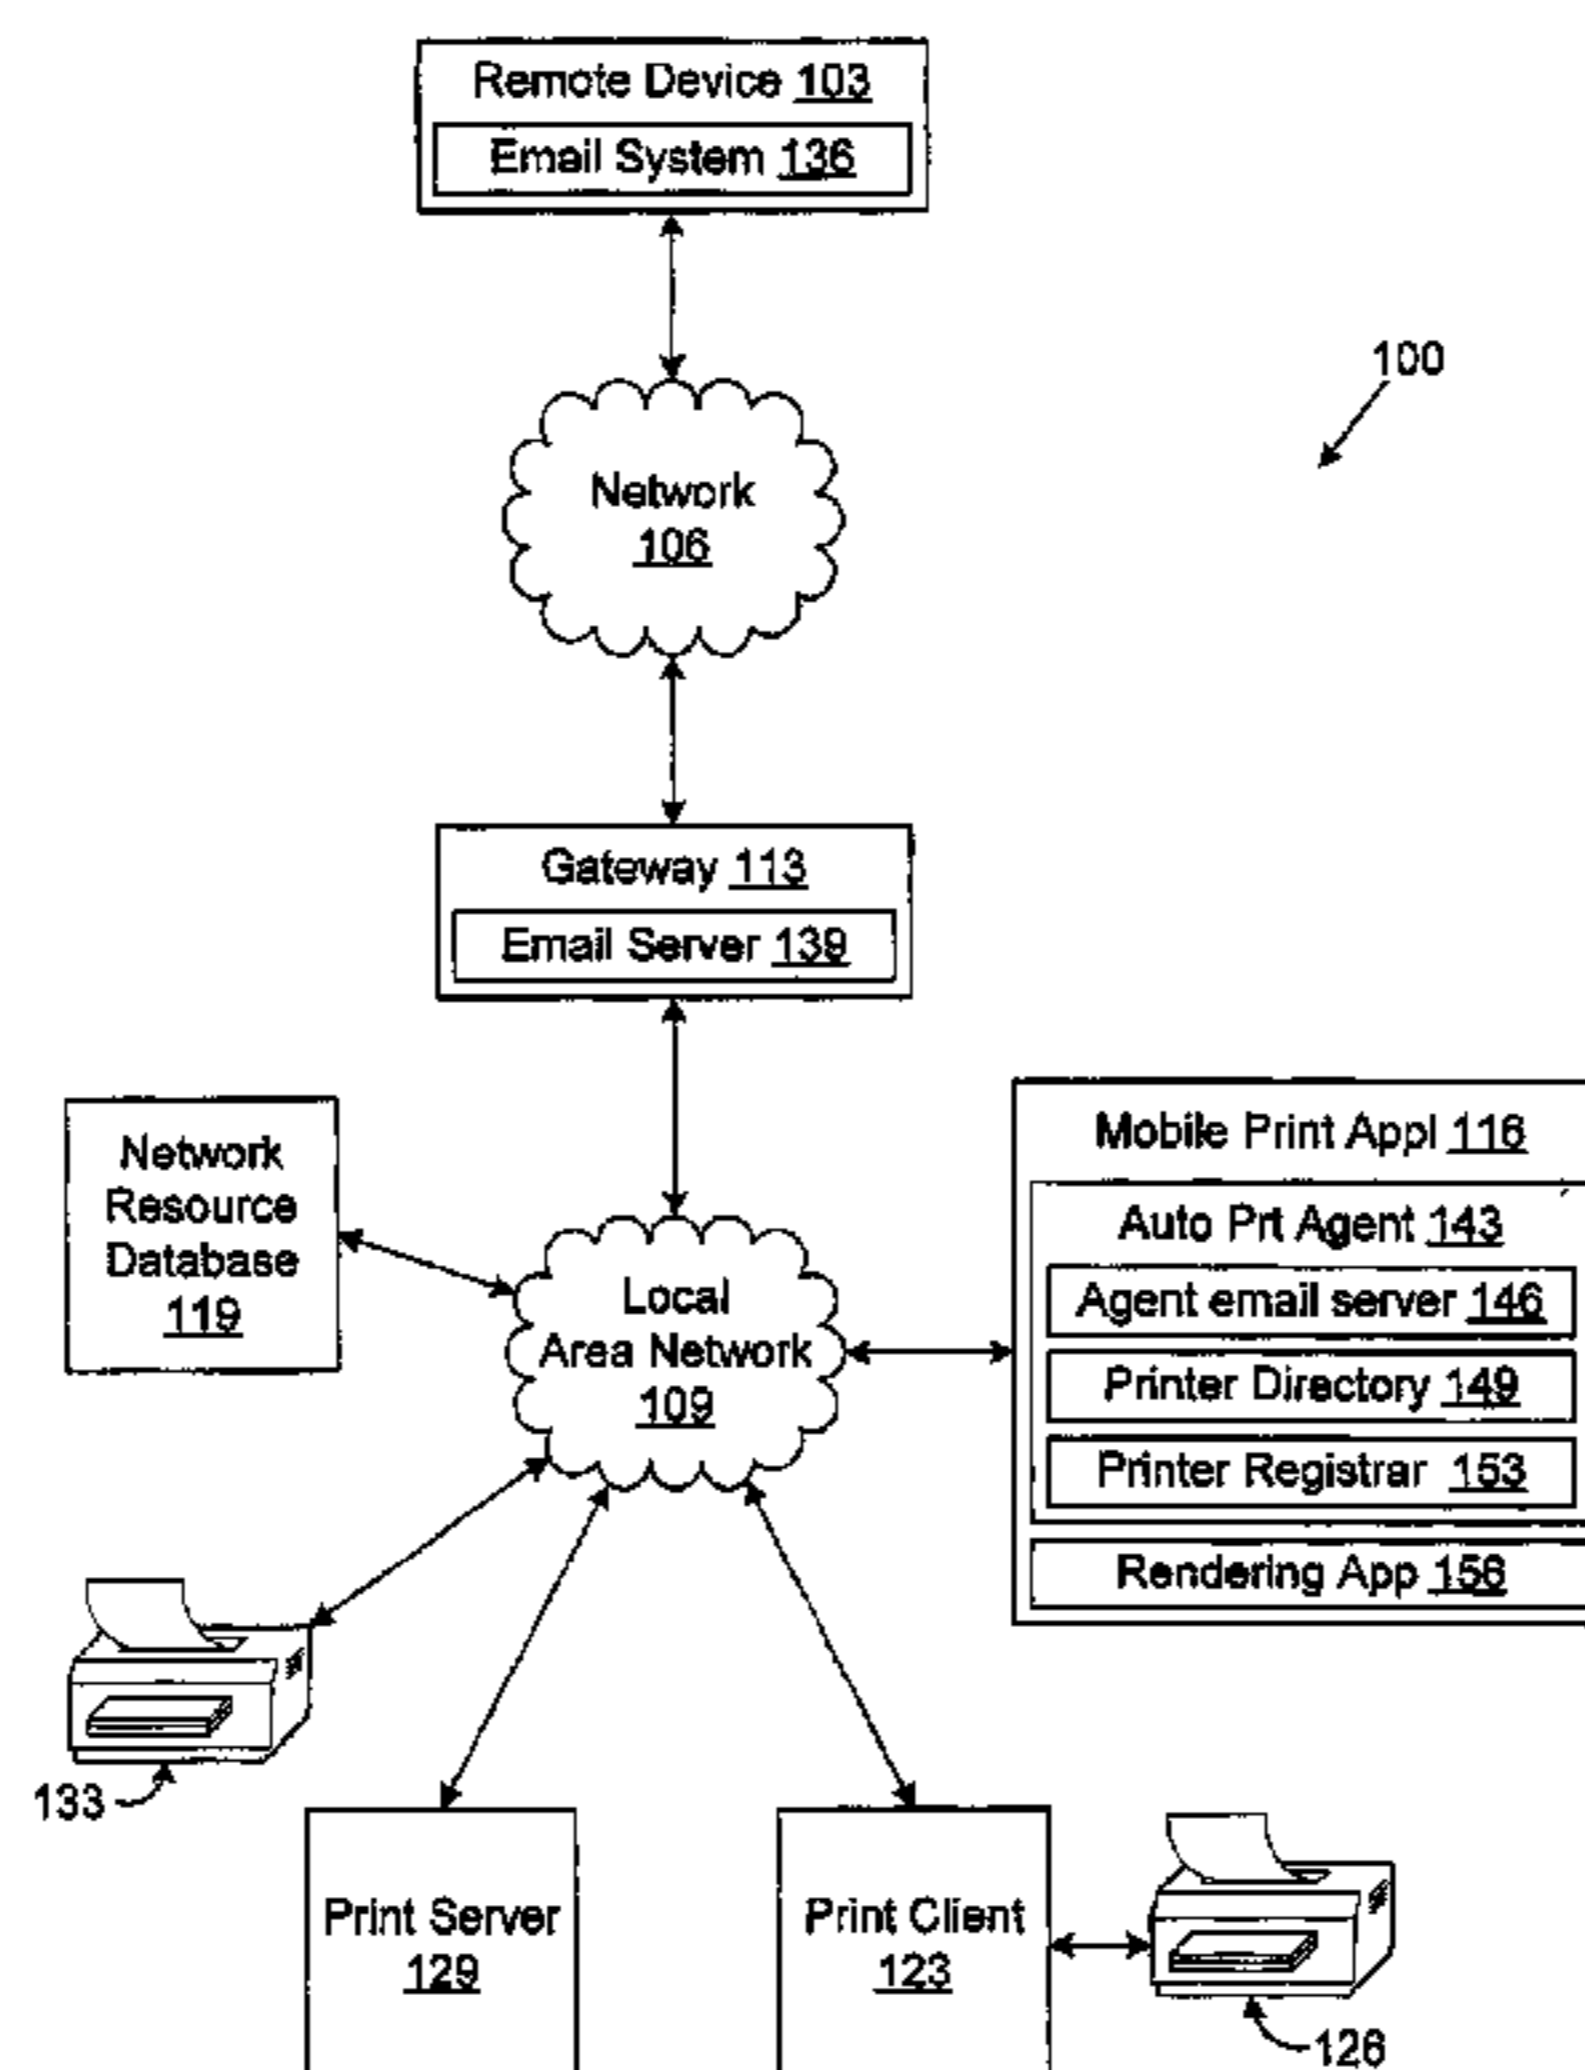 Remote Device 103
Email System 136
100
Network
106
Gateway 113
Email Server 139
Network
Resource
Database
119
Local
Area Network
109
Mobile Print Appl 116
Auto Prt Agent 143
Agent email server 146
Printer Directory 149
Printer Registrar 153
Rendering App 156
133
Print Server
129
Print Client
123
126